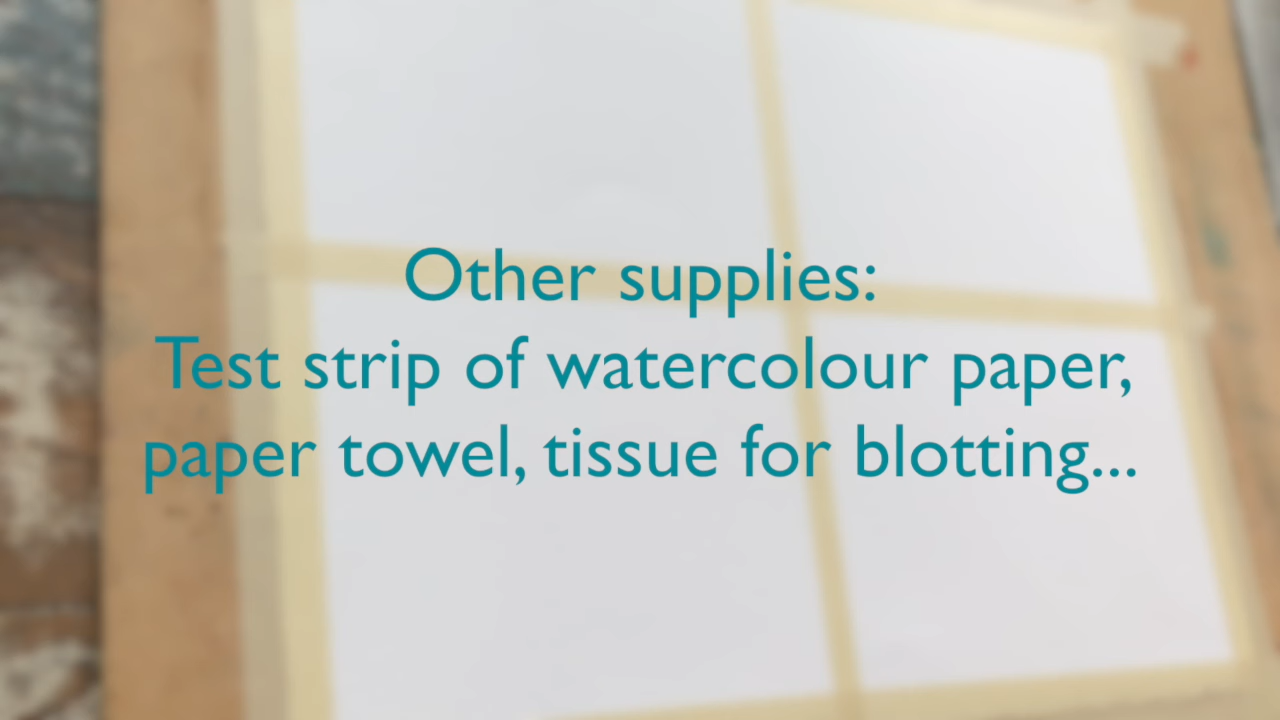 Other supplies:
Test strip of watercolour paper,
paper towel, tissue for blotting...